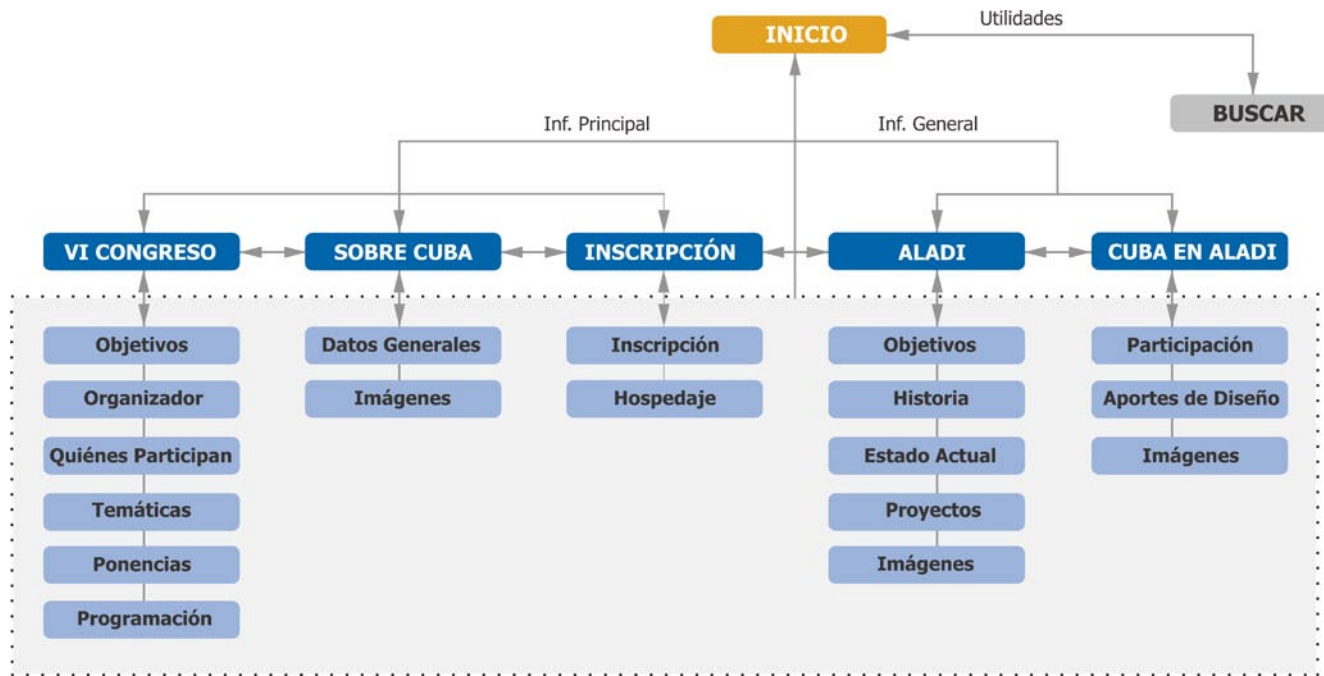 Utilidades
INICIO
BUSCAR
Inf. Principal
Inf. General
VI CONGRESO
SOBRE CUBA
INSCRIPCIÓN
ALADI
CUBA EN ALADI
Objetivos
Organizador
Quiénes Participan
Temáticas
Ponencias
Programación
Datos Generales
Imágenes
Inscripción
Hospedaje
Objetivos
Historia
Estado Actual
Proyectos
Imágenes
Participación
Aportes de Diseño
Imágenes